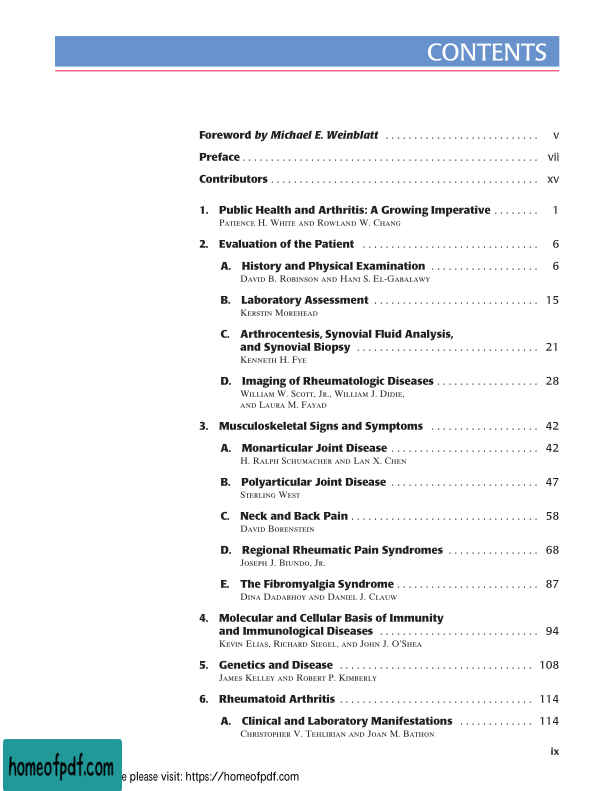 CONTENTS
Foreword by Michael E. Weinblatt . . . . . . . . . . . . . . . . . . . . . . . . . . . v
Preface . . . . . . . . . . . . . . . . . . . . . . . . . . . . . . . . . . . . . . . . . . . . . . . . . . . . vii
Contributors . . . . . . . . . . . . . . . . . . . . . . . . . . . . . . . . . . . . . . . . . . . . . . . xv
1. Public Health and Arthritis: A Growing Imperative . . . . . . . . 1
Patience H. White and Rowland W. Chang
2. Evaluation of the Patient . . . . . . . . . . . . . . . . . . . . . . . . . . . . . . . 6
A. History and Physical Examination . . . . . . . . . . . . . . . . . . . 6
David B. Robinson and Hani S. El-Gabalawy
B. Laboratory Assessment . . . . . . . . . . . . . . . . . . . . . . . . . . . . . 15
Kerstin Morehead
C. Arthrocentesis, Synovial Fluid Analysis,
and Synovial Biopsy . . . . . . . . . . . . . . . . . . . . . . . . . . . . . . . . 21
Kenneth H. Fye
D. Imaging of Rheumatologic Diseases . . . . . . . . . . . . . . . . . . 28
William W. Scott, Jr., William J. Didie,
and Laura M. Fayad
3. Musculoskeletal Signs and Symptoms . . . . . . . . . . . . . . . . . . . 42
A. Monarticular Joint Disease . . . . . . . . . . . . . . . . . . . . . . . . . . 42
H. Ralph Schumacher and Lan X. Chen
B. Polyarticular Joint Disease . . . . . . . . . . . . . . . . . . . . . . . . . . 47
Sterling West
C. Neck and Back Pain . . . . . . . . . . . . . . . . . . . . . . . . . . . . . . . . . 58
David Borenstein
D. Regional Rheumatic Pain Syndromes . . . . . . . . . . . . . . . . 68
Joseph J. Biundo, Jr.
E. The Fibromyalgia Syndrome . . . . . . . . . . . . . . . . . . . . . . . . . 87
Dina Dadabhoy and Daniel J. Clauw
4. Molecular and Cellular Basis of Immunity
and Immunological Diseases . . . . . . . . . . . . . . . . . . . . . . . . . . . . 94
Kevin Elias, Richard Siegel, and John J. O'Shea
5. Genetics and Disease . . . . . . . . . . . . . . . . . . . . . . . . . . . . . . . . . . 108
James Kelley and Robert P. Kimberly
6. Rheumatoid Arthritis . . . . . . . . . . . . . . . . . . . . . . . . . . . . . . . . . . 114
A. Clinical and Laboratory Manifestations . . . . . . . . . . . . . 114
Christopher V. Tehlirian and Joan M. Bathon
ix
homeofpdf.com
e please visit: https://homeofpdf.com